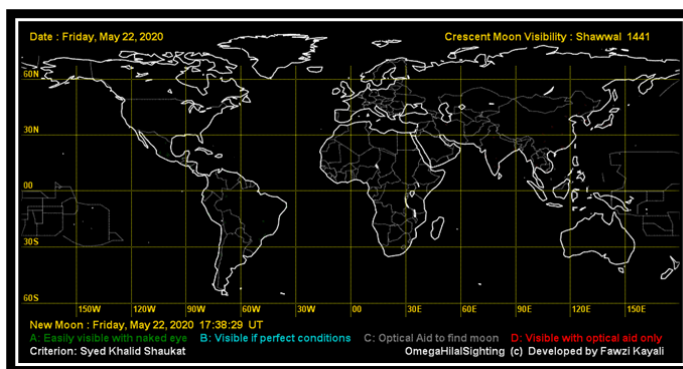 Date : Friday, May 22, 2020 Crescent Moon Visibility : Shawwal 1441
60N
30N
00
30S
60S
150W 120W 90W 60W 30W 00 30E 60E 90E 120E 150E
New Moon : Friday, May 22, 2020 17:38:29 UT
A: Easily visible with naked eye B: Visible if perfect conditions C: Optical Aid to find moon D: Visible with optical aid only
Criterion: Syed Khalid Shaukat OmegaHilalSighting (c) Developed by Fawzi Kayali